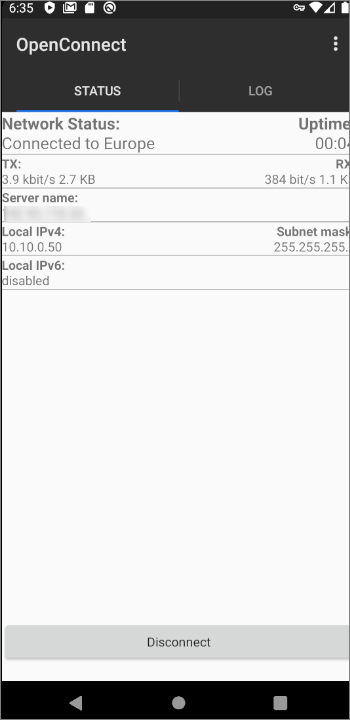 6:35
OpenConnect
STATUS LOG
Network Status: Uptime
Connected to Europe 00:04
TX: RX
3.9 kbit/s 2.7 KB 384 bit/s 1.1 K
Server name:
Local IPv4: Subnet mask
10.10.0.50 255.255.255.
Local IPv6:
disabled
Disconnect